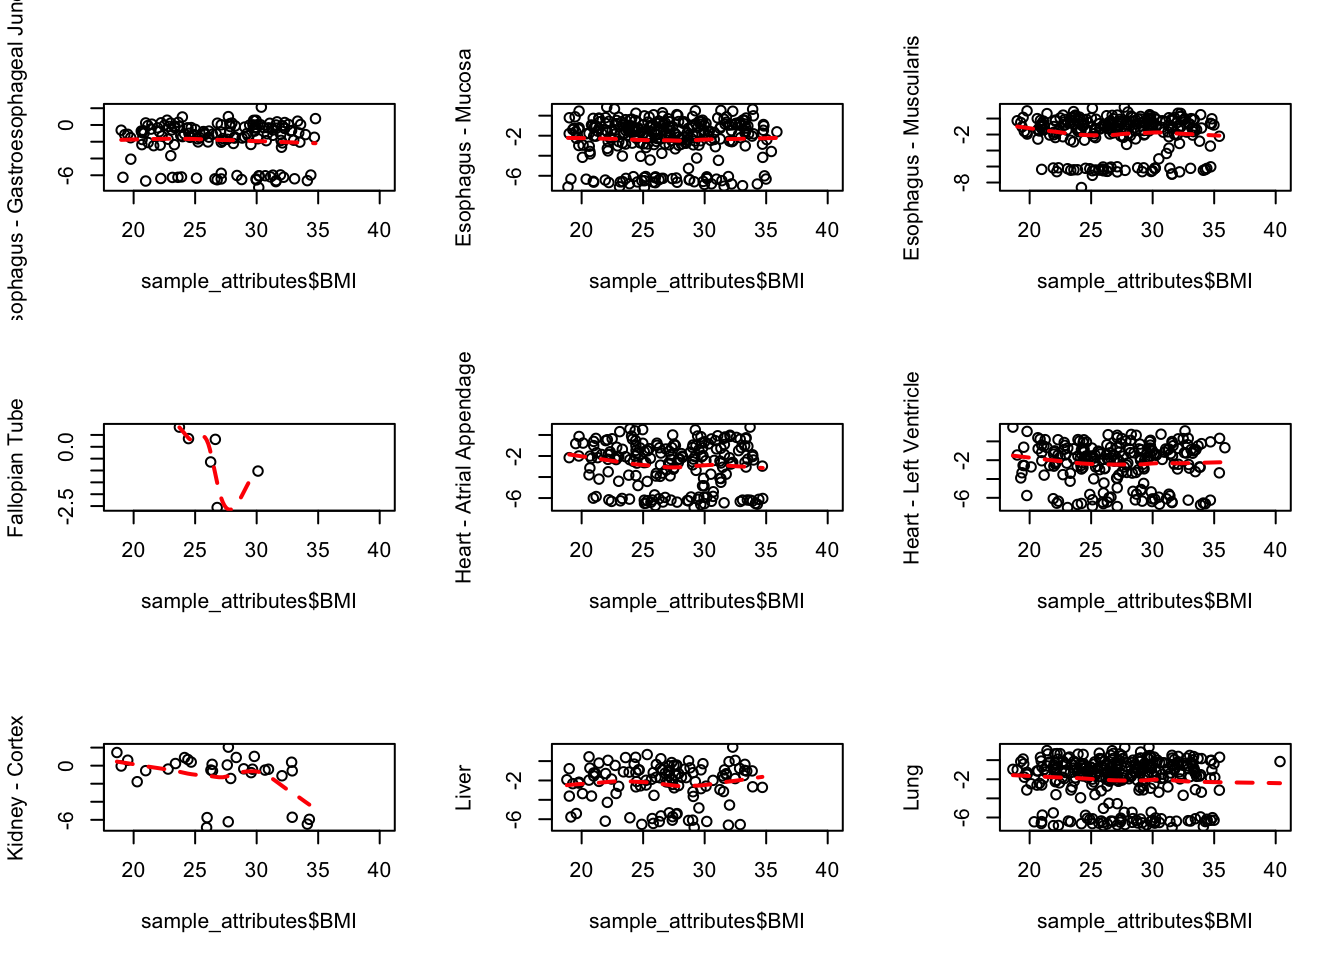 sophagus - Gastroesophageal Junc
0
-6
20 25 30 35 40
sample_attributes$BMI
Esophagus - Mucosa
-2
-6
20 25 30 35 40
sample_attributes$BMI
Esophagus - Muscularis
-2
-8
20 25 30 35 40
sample_attributes$BMI
Fallopian Tube
0.0
-2.5
20 25 30 35 40
sample_attributes$BMI
Heart - Atrial Appendage
-2
-6
20 25 30 35 40
sample_attributes$BMI
Heart - Left Ventricle
-2
-6
20 25 30 35 40
sample_attributes$BMI
Kidney - Cortex
0
-6
20 25 30 35 40
sample_attributes$BMI
Liver
-2
-6
20 25 30 35 40
sample_attributes$BMI
Lung
-2
-6
20 25 30 35 40
sample_attributes$BMI